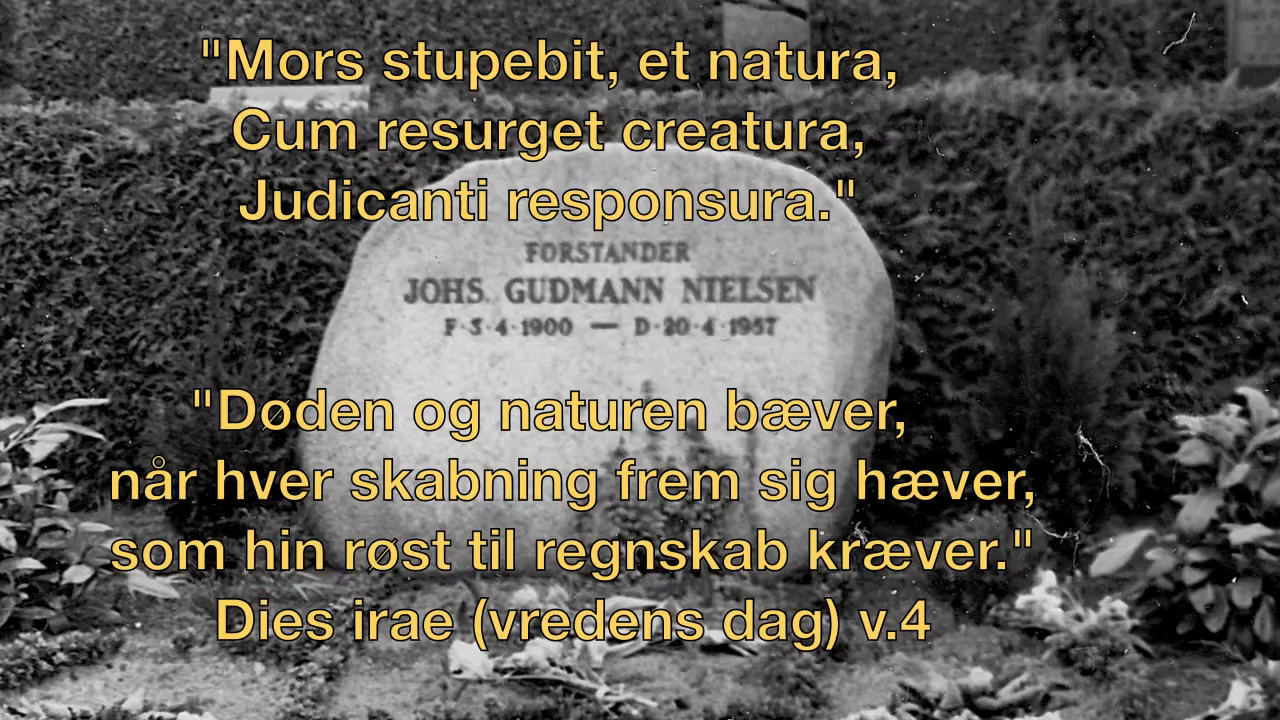 "Mors stupebit, et natura,
Cum resurget creatura,
Judicanti responsura."
FORSTANDER
JOHS. GUDMANN NIELSEN
F·3·4·1900 — D·20·4·1957
"Døden og naturen bæver,
når hver skabning frem sig hæver,
som hin røst til regnskab kræver."
Dies irae (vredens dag) v.4